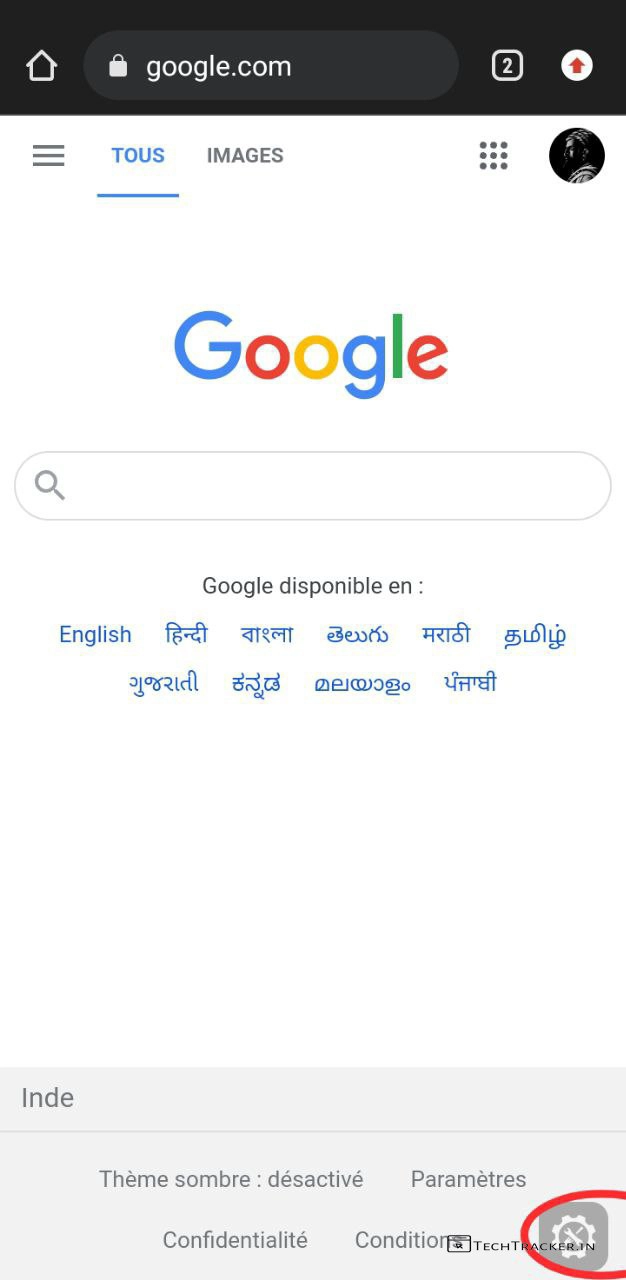 google.com 2
TOUS IMAGES
Google
Google disponible en :
English हिन्दी বাংলা తెలుగు मराठी தமிழ்
ગુજરાતી ಕನ್ನಡ മലയാളം ਪੰਜਾਬੀ
Inde
Thème sombre : désactivé Paramètres
Confidentialité Condition TECHTRACKER.IN